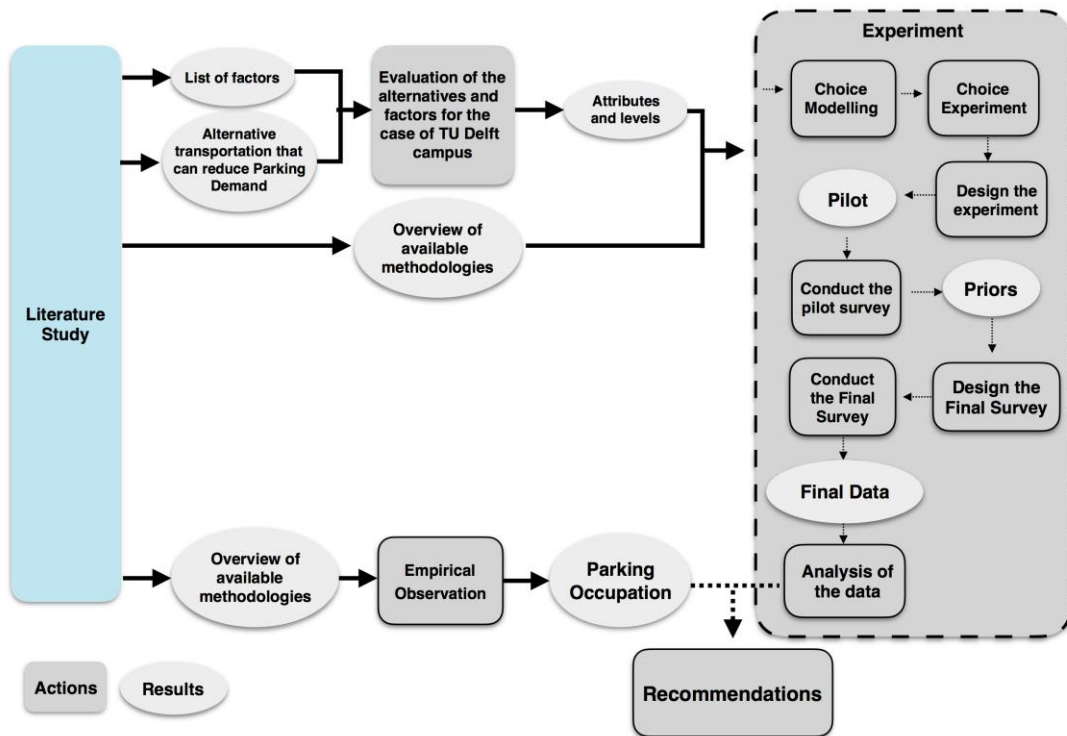 Literature
Study
List of factors
Alternative
transportation that
can reduce Parking
Demand
Evaluation of the
alternatives and
factors for the
case of TU Delft
campus
Attributes
and levels
Overview of
available
methodologies
Overview of
available
methodologies
Empirical
Observation
Parking
Occupation
Experiment
Choice
Modelling
Choice
Experiment
Design the
experiment
Pilot
Conduct the
pilot survey
Priors
Design the
Final Survey
Conduct
the Final
Survey
Final Data
Analysis of
the data
Recommendations
Actions
Results